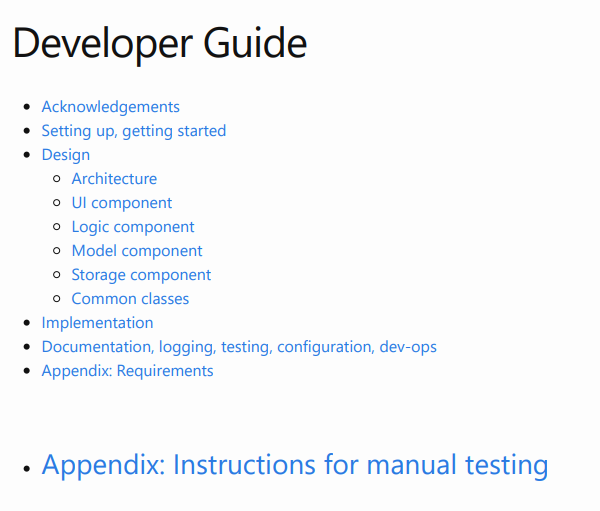 Developer Guide
Acknowledgements
Setting up, getting started
Design
Architecture
UI component
Logic component
Model component
Storage component
Common classes
Implementation
Documentation, logging, testing, configuration, dev-ops
Appendix: Requirements
Appendix: Instructions for manual testing